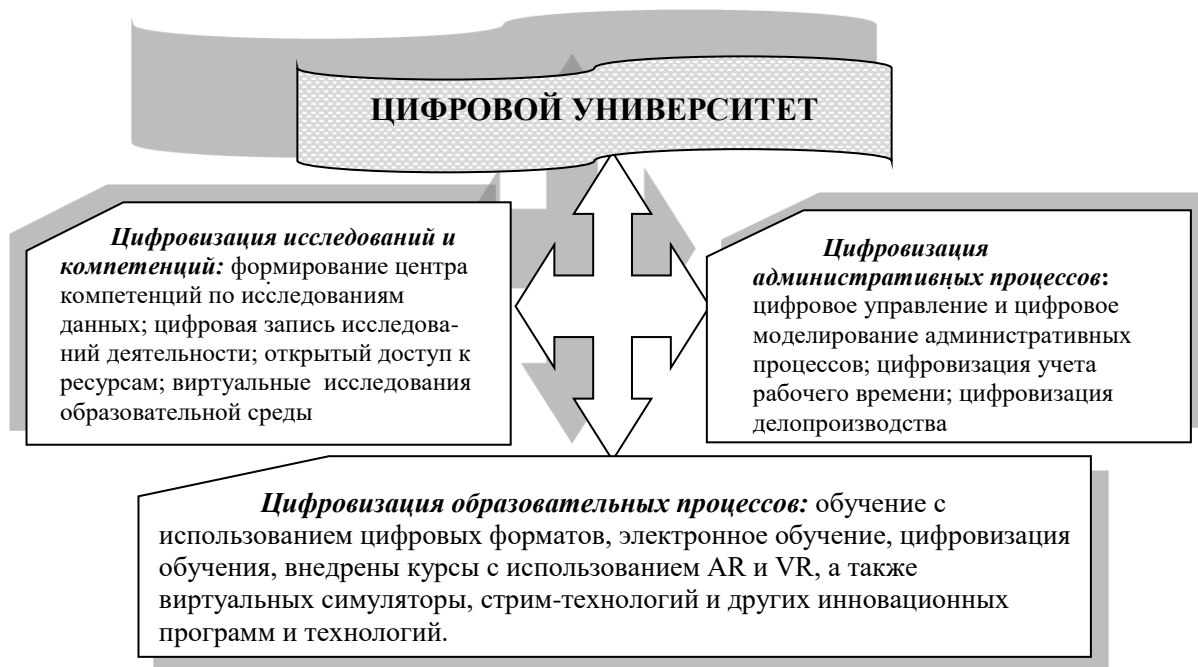 ЦИФРОВОЙ УНИВЕРСИТЕТ
Цифровизация исследований и
компетенций: формирование центра
компетенций по исследованиям
данных; цифровая запись исследова-
ний деятельности; открытый доступ к
ресурсам; виртуальные исследования
образовательной среды
Цифровизация
административных процессов:
цифровое управление и цифровое
моделирование административных
процессов; цифровизация учета
рабочего времени; цифровизация
делопроизводства
Цифровизация образовательных процессов: обучение с
использованием цифровых форматов, электронное обучение, цифровизация
обучения, внедрены курсы с использованием AR и VR, а также
виртуальных симуляторы, стрим-технологий и других инновационных
программ и технологий.